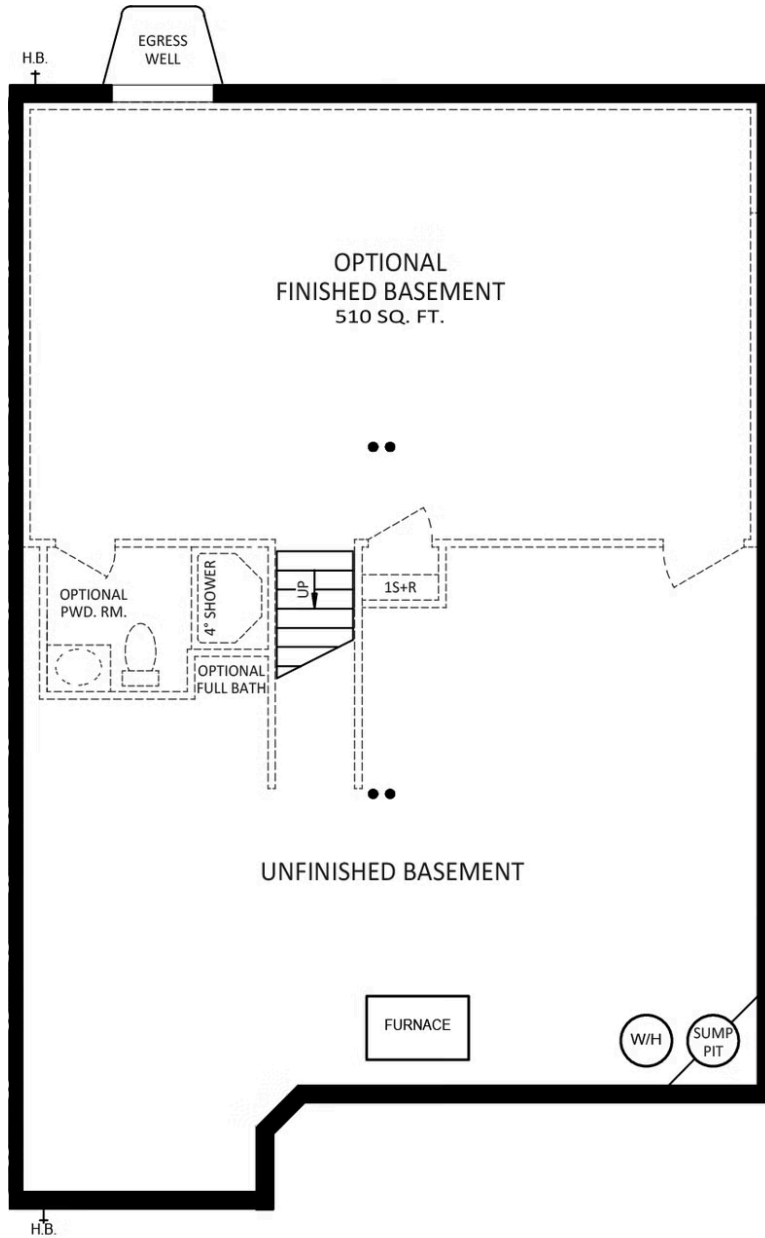 H.B.
EGRESS
WELL
OPTIONAL
FINISHED BASEMENT
510 SQ. FT.
OPTIONAL
PWD. RM.
4° SHOWER
UP
1S+R
OPTIONAL
FULL BATH
UNFINISHED BASEMENT
FURNACE
W/H
SUMP
PIT
H.B.